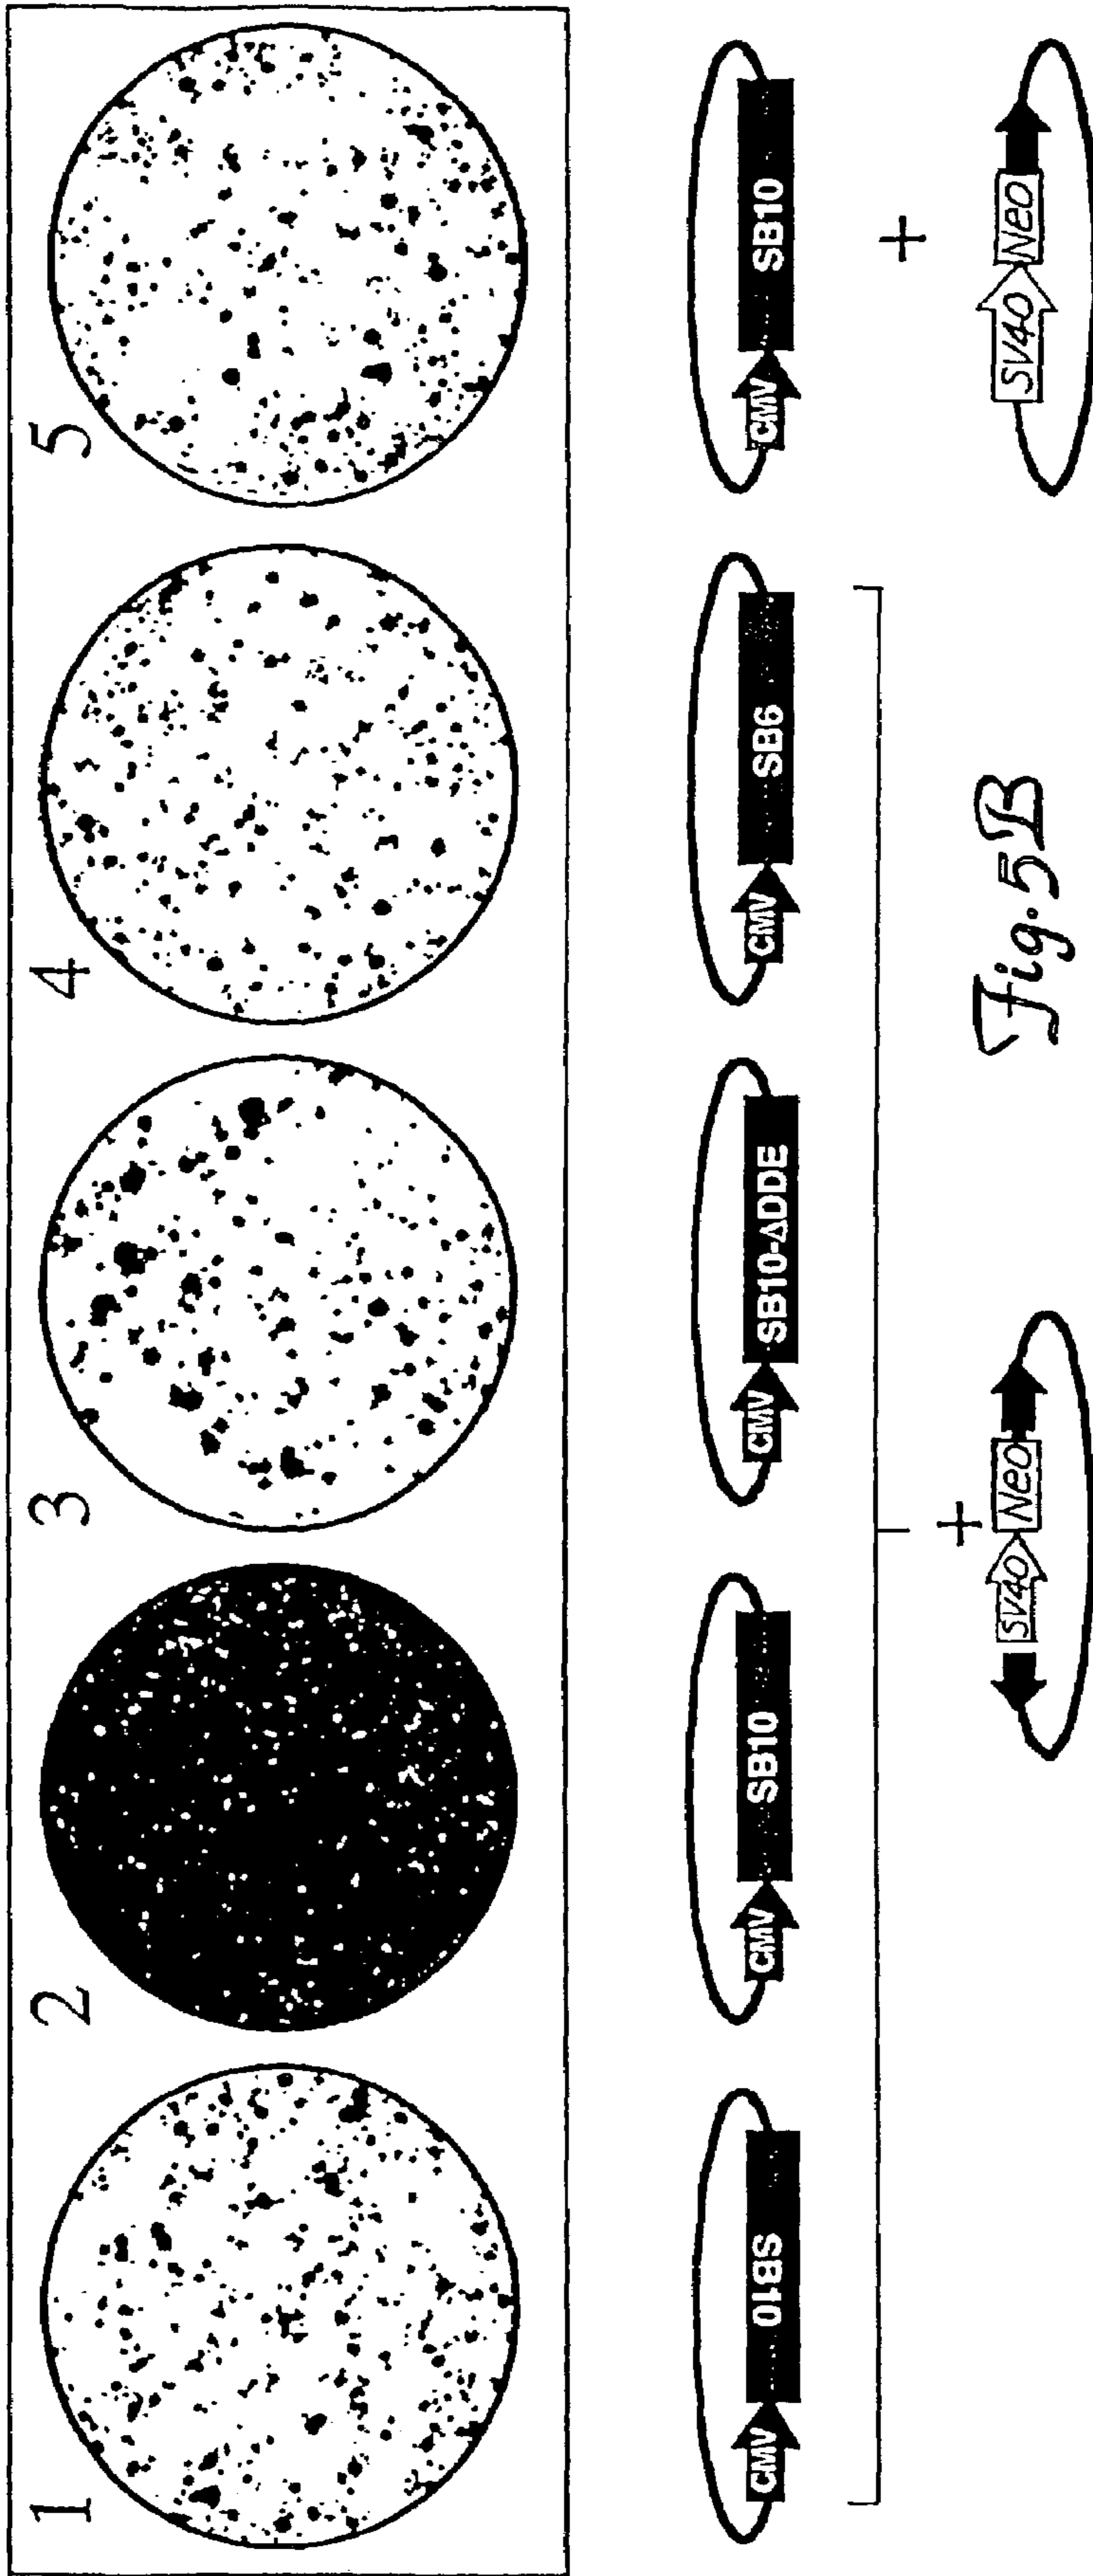 1 2 3 4 5
CMV SB10 CMV SB10 CMV SB10-ΔDDE CMV SB6 CMV SB10
+ +
SV40 Neo SV40 Neo
Fig. 5B